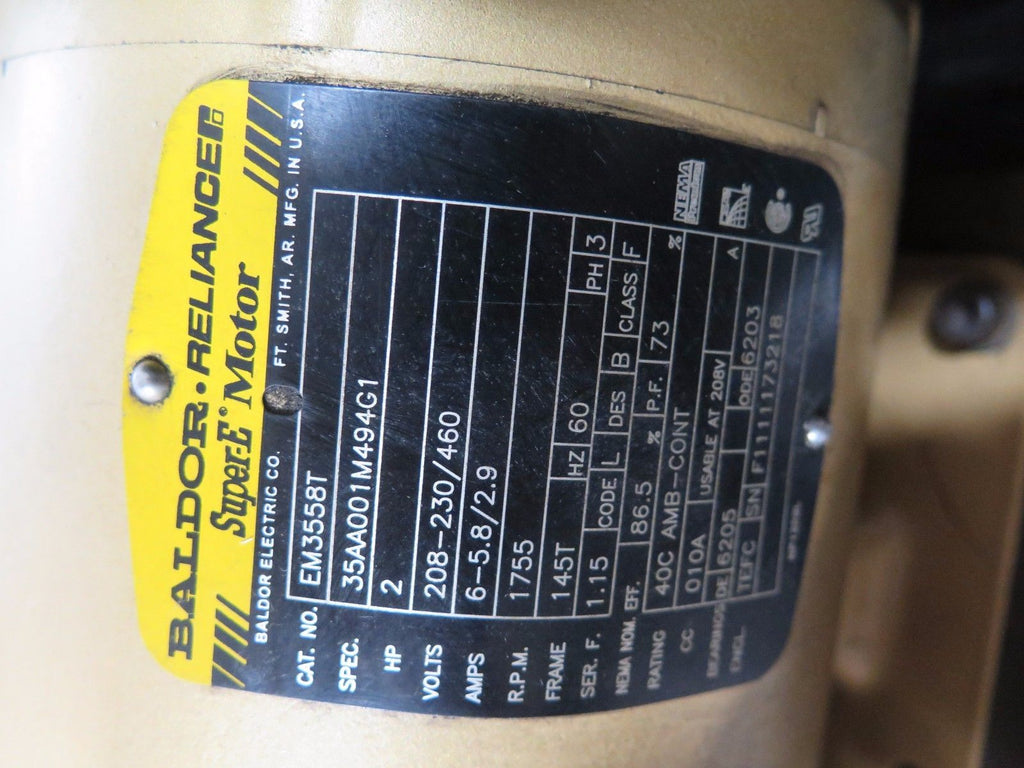 BALDOR • RELIANCER
Super-E® Motor
BALDOR ELECTRIC CO. FT. SMITH, AR. MFG. IN U.S.A.
CAT. NO. EM3558T
SPEC. 35AA001M494G1
HP 2
VOLTS 208-230/460
AMPS 6-5.8/2.9
R.P.M. 1755
FRAME 145T HZ 60 PH 3
SER. F. 1.15 CODE L DES B CLASS F
NEMA NOM. EFF. 86.5 % P.F. 73 %
RATING 40C AMB-CONT
CC 010A USABLE AT 208V A
BEARINGS DE 6205 ODE 6203
ENCL TEFC SN F1111173218
NEMA